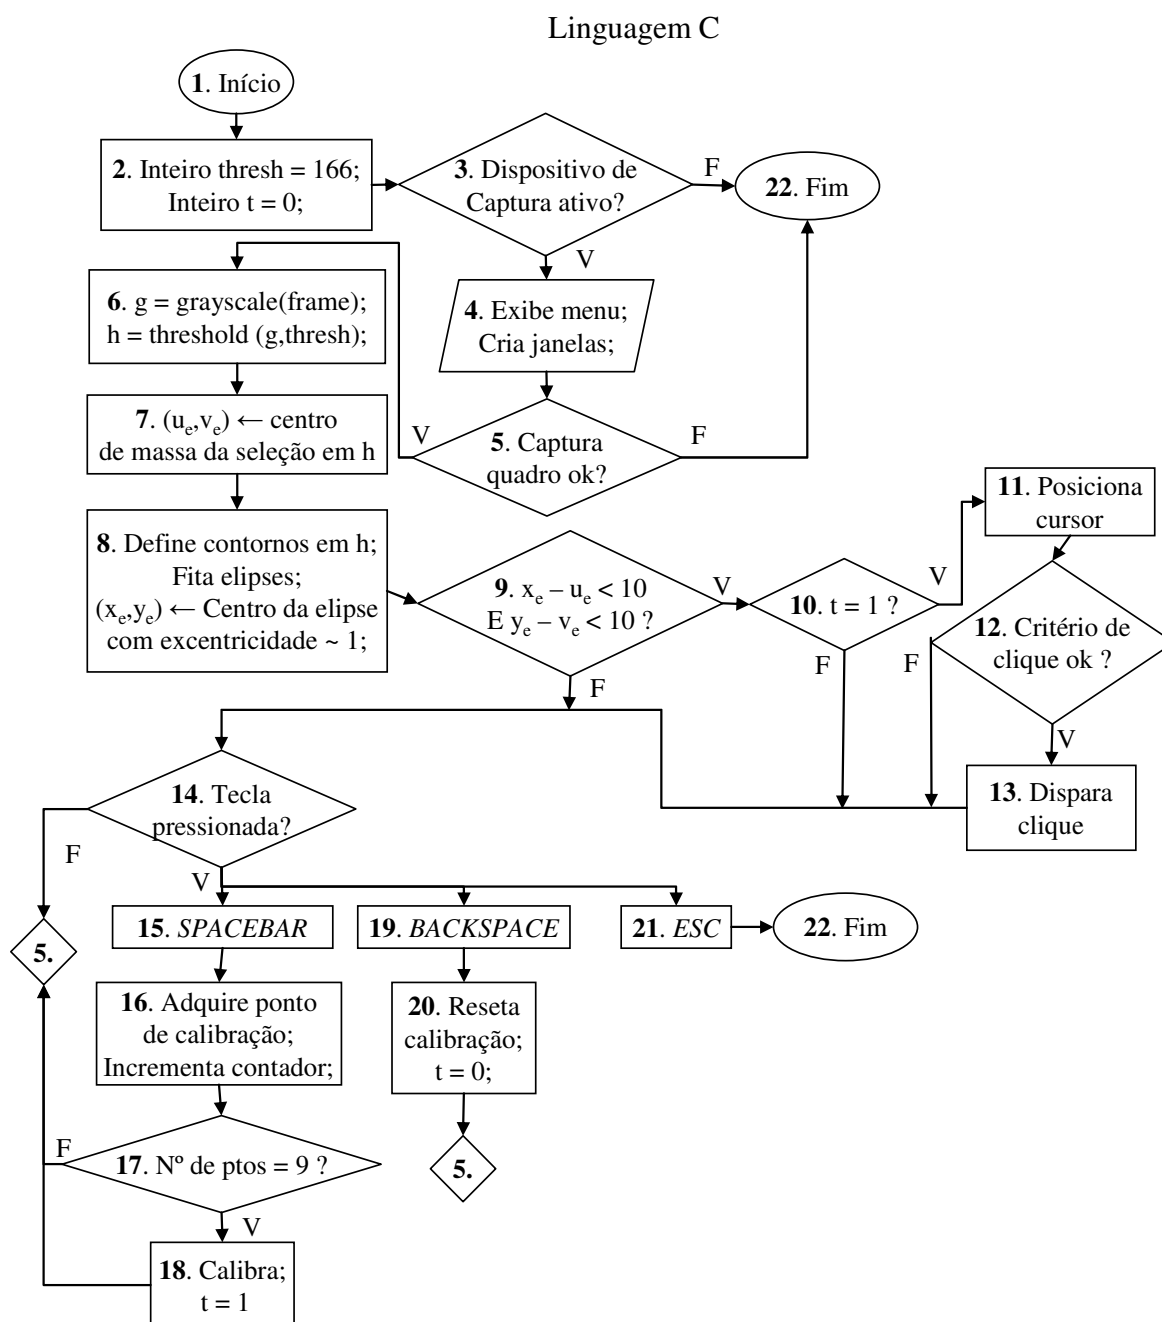 Linguagem C
1. Início
2. Inteiro thresh = 166;
Inteiro t = 0;
3. Dispositivo de
Captura ativo?
F
22. Fim
V
4. Exibe menu;
Cria janelas;
5. Captura
quadro ok?
V
F
6. g = grayscale(frame);
h = threshold (g,thresh);
7. (uₑ,vₑ) ← centro
de massa da seleção em h
8. Define contornos em h;
Fita elipses;
(xₑ,yₑ) ← Centro da elipse
com excentricidade ~ 1;
9. xₑ – uₑ < 10
E yₑ – vₑ < 10 ?
V
F
10. t = 1 ?
V
F
11. Posiciona
cursor
12. Critério de
clique ok ?
F
V
13. Dispara
clique
14. Tecla
pressionada?
F
V
5.
15. SPACEBAR
19. BACKSPACE
21. ESC
22. Fim
16. Adquire ponto
de calibração;
Incrementa contador;
20. Reseta
calibração;
t = 0;
5.
17. Nº de ptos = 9 ?
F
V
18. Calibra;
t = 1